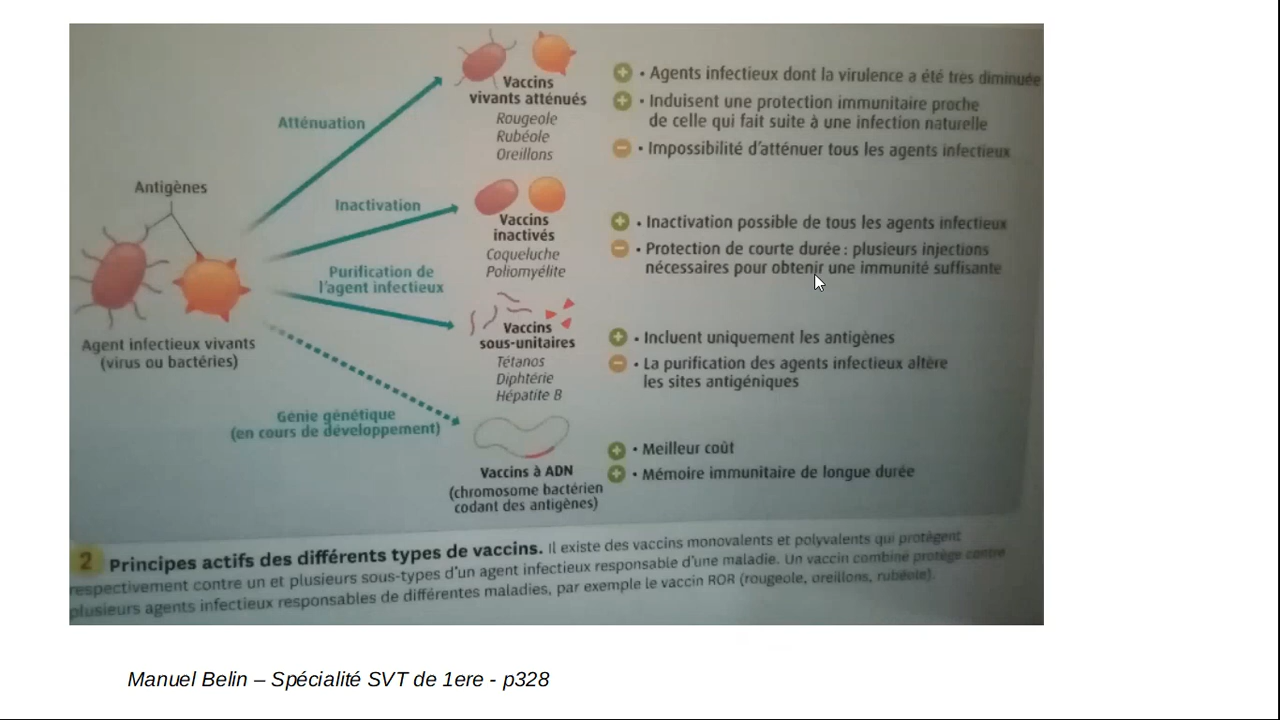 Antigènes
Agent infectieux vivants
(virus ou bactéries)
Atténuation
Inactivation
Purification de
l'agent infectieux
Génie génétique
(en cours de développement)
Vaccins
vivants atténués
Rougeole
Rubéole
Oreillons
+ • Agents infectieux dont la virulence a été très diminuée
+ • Induisent une protection immunitaire proche
de celle qui fait suite à une infection naturelle
– • Impossibilité d'atténuer tous les agents infectieux
Vaccins
inactivés
Coqueluche
Poliomyélite
+ • Inactivation possible de tous les agents infectieux
– • Protection de courte durée : plusieurs injections
nécessaires pour obtenir une immunité suffisante
Vaccins
sous-unitaires
Tétanos
Diphtérie
Hépatite B
+ • Incluent uniquement les antigènes
– • La purification des agents infectieux altère
les sites antigéniques
Vaccins à ADN
(chromosome bactérien
codant des antigènes)
+ • Meilleur coût
+ • Mémoire immunitaire de longue durée
2 Principes actifs des différents types de vaccins. Il existe des vaccins monovalents et polyvalents qui protègent
respectivement contre un et plusieurs sous-types d'un agent infectieux responsable d'une maladie. Un vaccin combiné protège contre
plusieurs agents infectieux responsables de différentes maladies, par exemple le vaccin ROR (rougeole, oreillons, rubéole).
Manuel Belin – Spécialité SVT de 1ere - p328